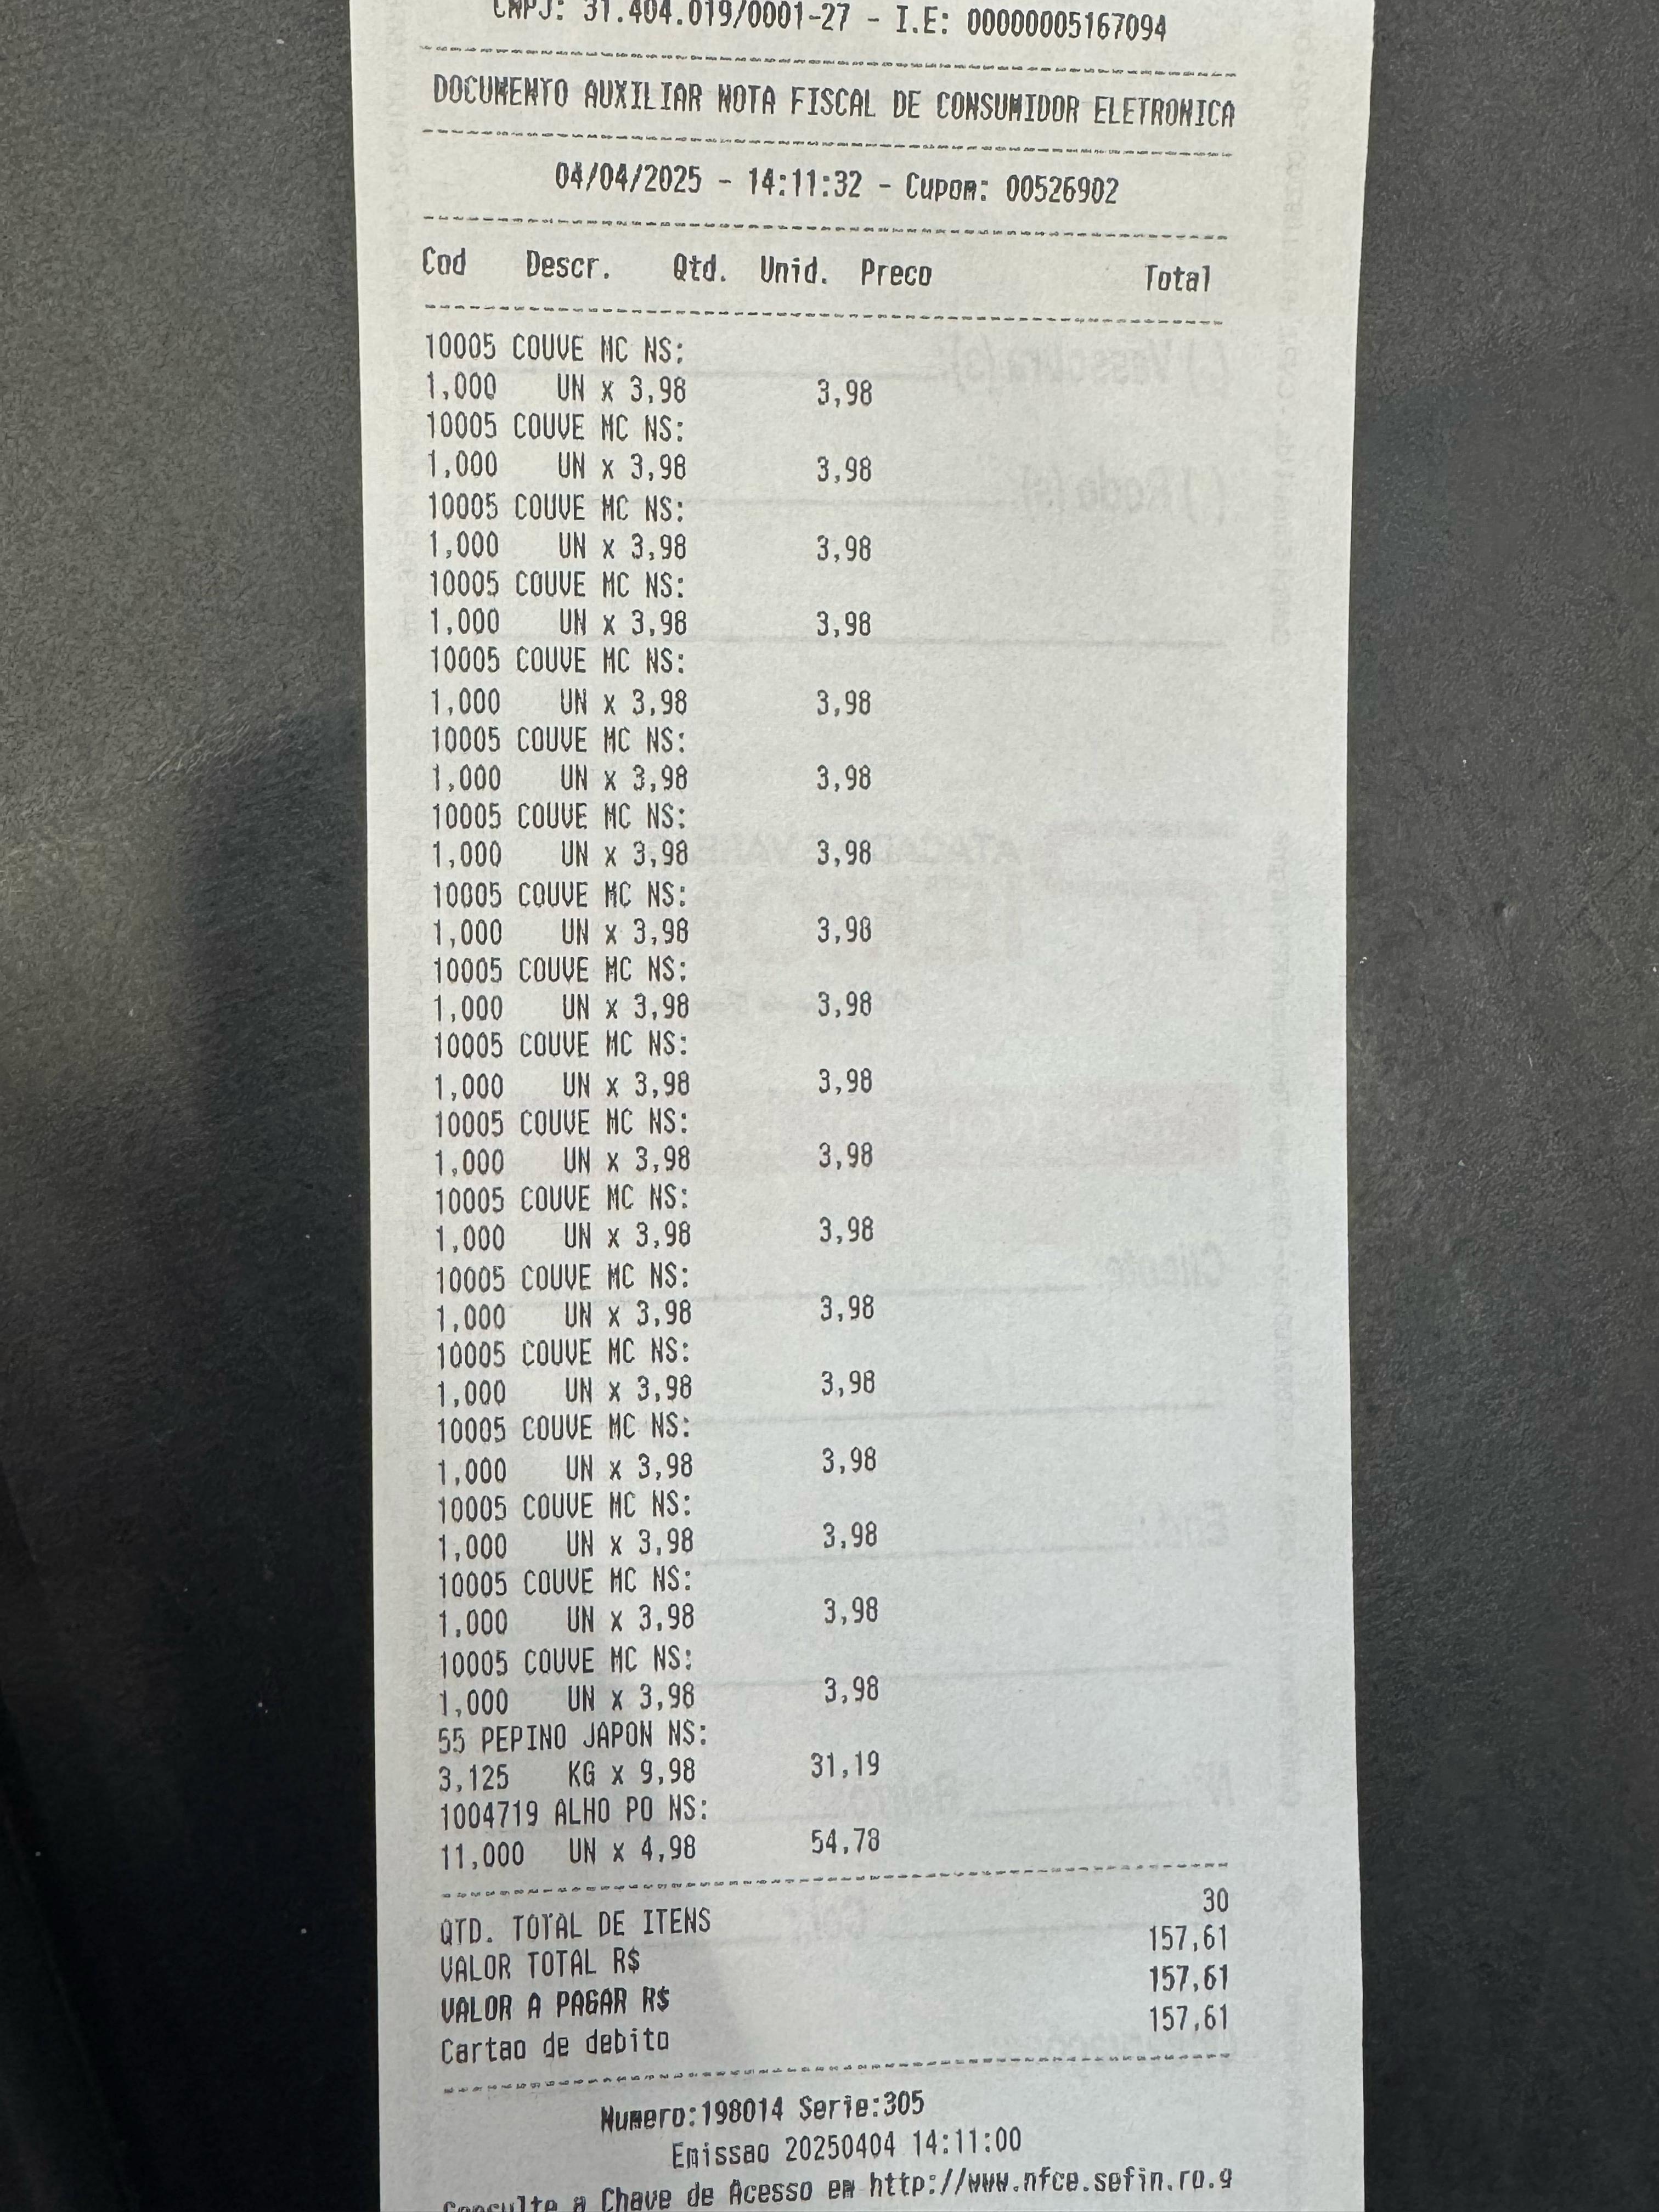 CNPJ: 31.404.019/0001-27 - I.E: 00000005167094
DOCUMENTO AUXILIAR NOTA FISCAL DE CONSUMIDOR ELETRONICA
04/04/2025 - 14:11:32 - Cupom: 00526902
Cod Descr. Qtd. Unid. Preco Total
10005 COUVE MC NS:
1,000 UN x 3,98 3,98
10005 COUVE MC NS:
1,000 UN x 3,98 3,98
10005 COUVE MC NS:
1,000 UN x 3,98 3,98
10005 COUVE MC NS:
1,000 UN x 3,98 3,98
10005 COUVE MC NS:
1,000 UN x 3,98 3,98
10005 COUVE MC NS:
1,000 UN x 3,98 3,98
10005 COUVE MC NS:
1,000 UN x 3,98 3,98
10005 COUVE MC NS:
1,000 UN x 3,98 3,98
10005 COUVE MC NS:
1,000 UN x 3,98 3,98
10005 COUVE MC NS:
1,000 UN x 3,98 3,98
10005 COUVE MC NS:
1,000 UN x 3,98 3,98
10005 COUVE MC NS:
1,000 UN x 3,98 3,98
10005 COUVE MC NS:
1,000 UN x 3,98 3,98
10005 COUVE MC NS:
1,000 UN x 3,98 3,98
10005 COUVE MC NS:
1,000 UN x 3,98 3,98
10005 COUVE MC NS:
1,000 UN x 3,98 3,98
10005 COUVE MC NS:
1,000 UN x 3,98 3,98
10005 COUVE MC NS:
1,000 UN x 3,98 3,98
55 PEPINO JAPON NS:
3,125 KG x 9,98 31,19
1004719 ALHO PO NS:
11,000 UN x 4,98 54,78
QTD. TOTAL DE ITENS 30
VALOR TOTAL R$ 157,61
VALOR A PAGAR R$ 157,61
Cartao de debito 157,61
Numero:198014 Serie:305
Emissao 20250404 14:11:00
Consulte a Chave de Acesso em http://www.nfce.sefin.ro.g